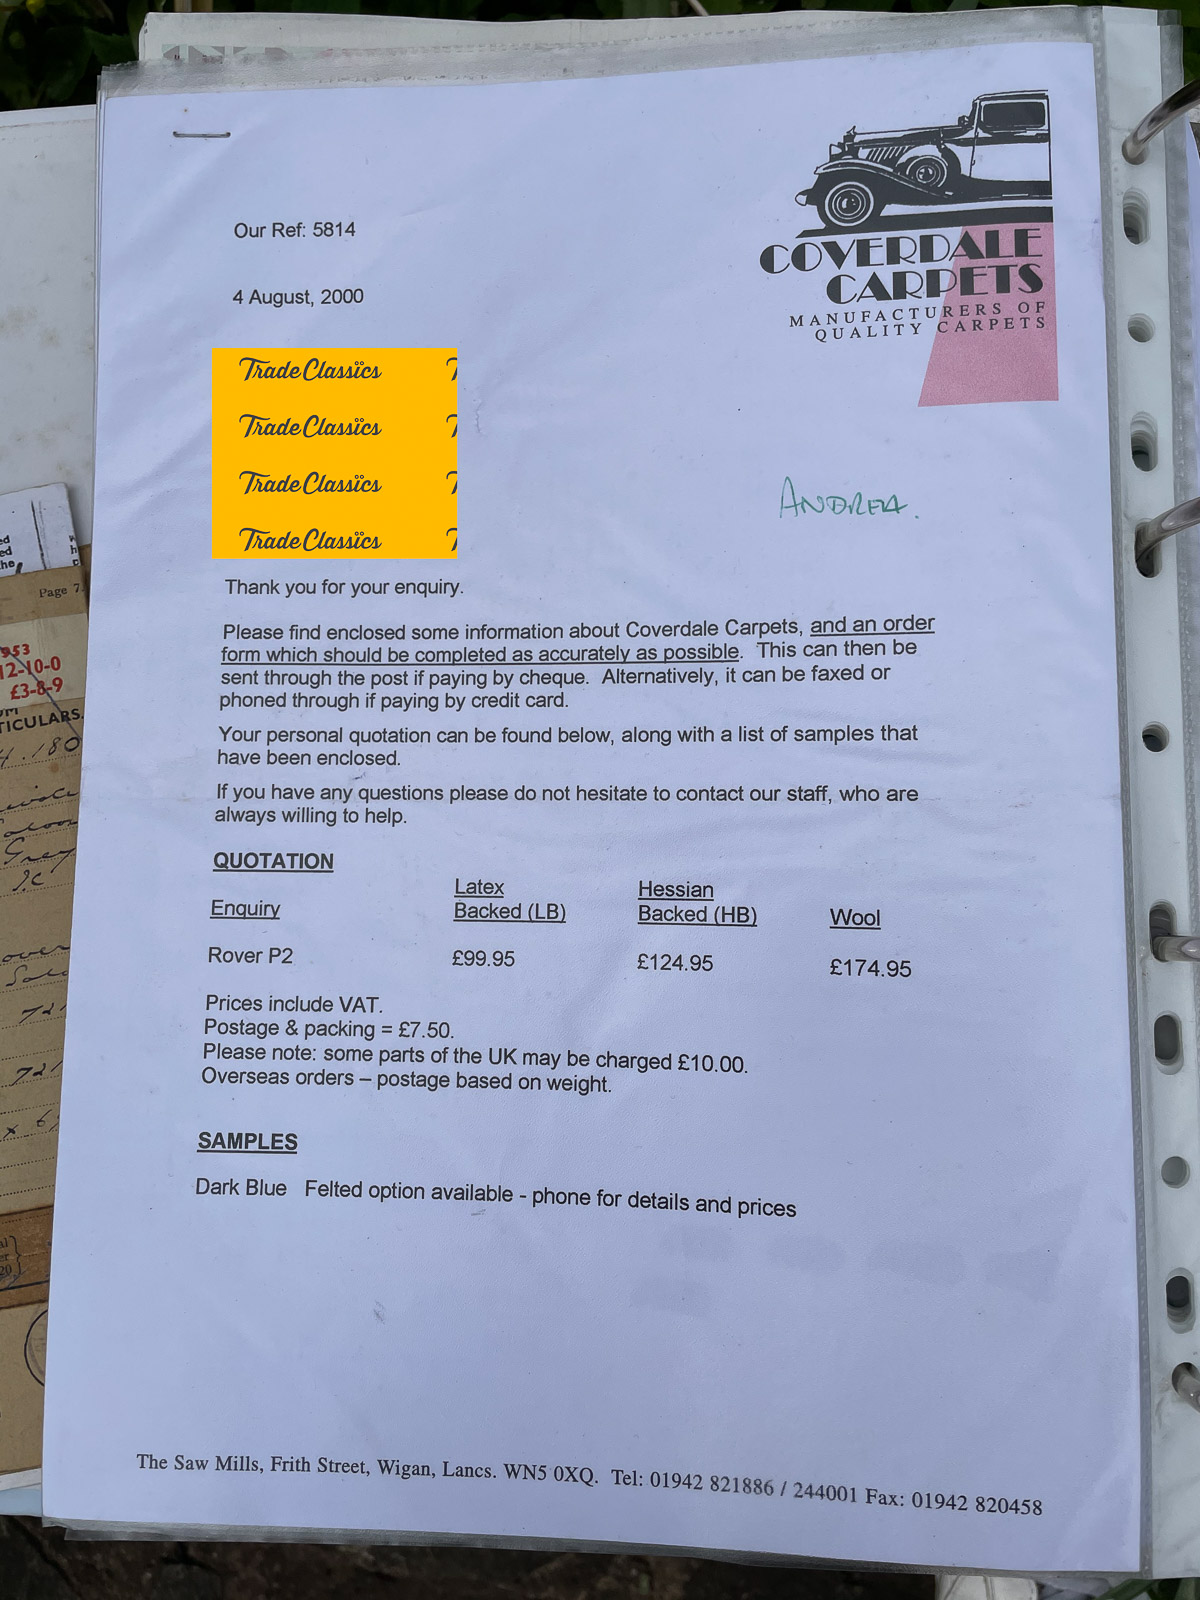 Our Ref: 5814
4 August, 2000
COVERDALE
CARPETS
MANUFACTURERS OF
QUALITY CARPETS
Trade Classics
Trade Classics
Trade Classics
Trade Classics
ANDREA.
Thank you for your enquiry.
Please find enclosed some information about Coverdale Carpets, and an order
form which should be completed as accurately as possible. This can then be
sent through the post if paying by cheque. Alternatively, it can be faxed or
phoned through if paying by credit card.
Your personal quotation can be found below, along with a list of samples that
have been enclosed.
If you have any questions please do not hesitate to contact our staff, who are
always willing to help.
QUOTATION
Enquiry
Latex
Backed (LB)
Hessian
Backed (HB)
Wool
Rover P2 £99.95 £124.95 £174.95
Prices include VAT.
Postage & packing = £7.50.
Please note: some parts of the UK may be charged £10.00.
Overseas orders – postage based on weight.
SAMPLES
Dark Blue Felted option available - phone for details and prices
The Saw Mills, Frith Street, Wigan, Lancs. WN5 0XQ. Tel: 01942 821886 / 244001 Fax: 01942 820458
Page 7
953
12-10-0
£3-8-9
TICULARS.
Grey